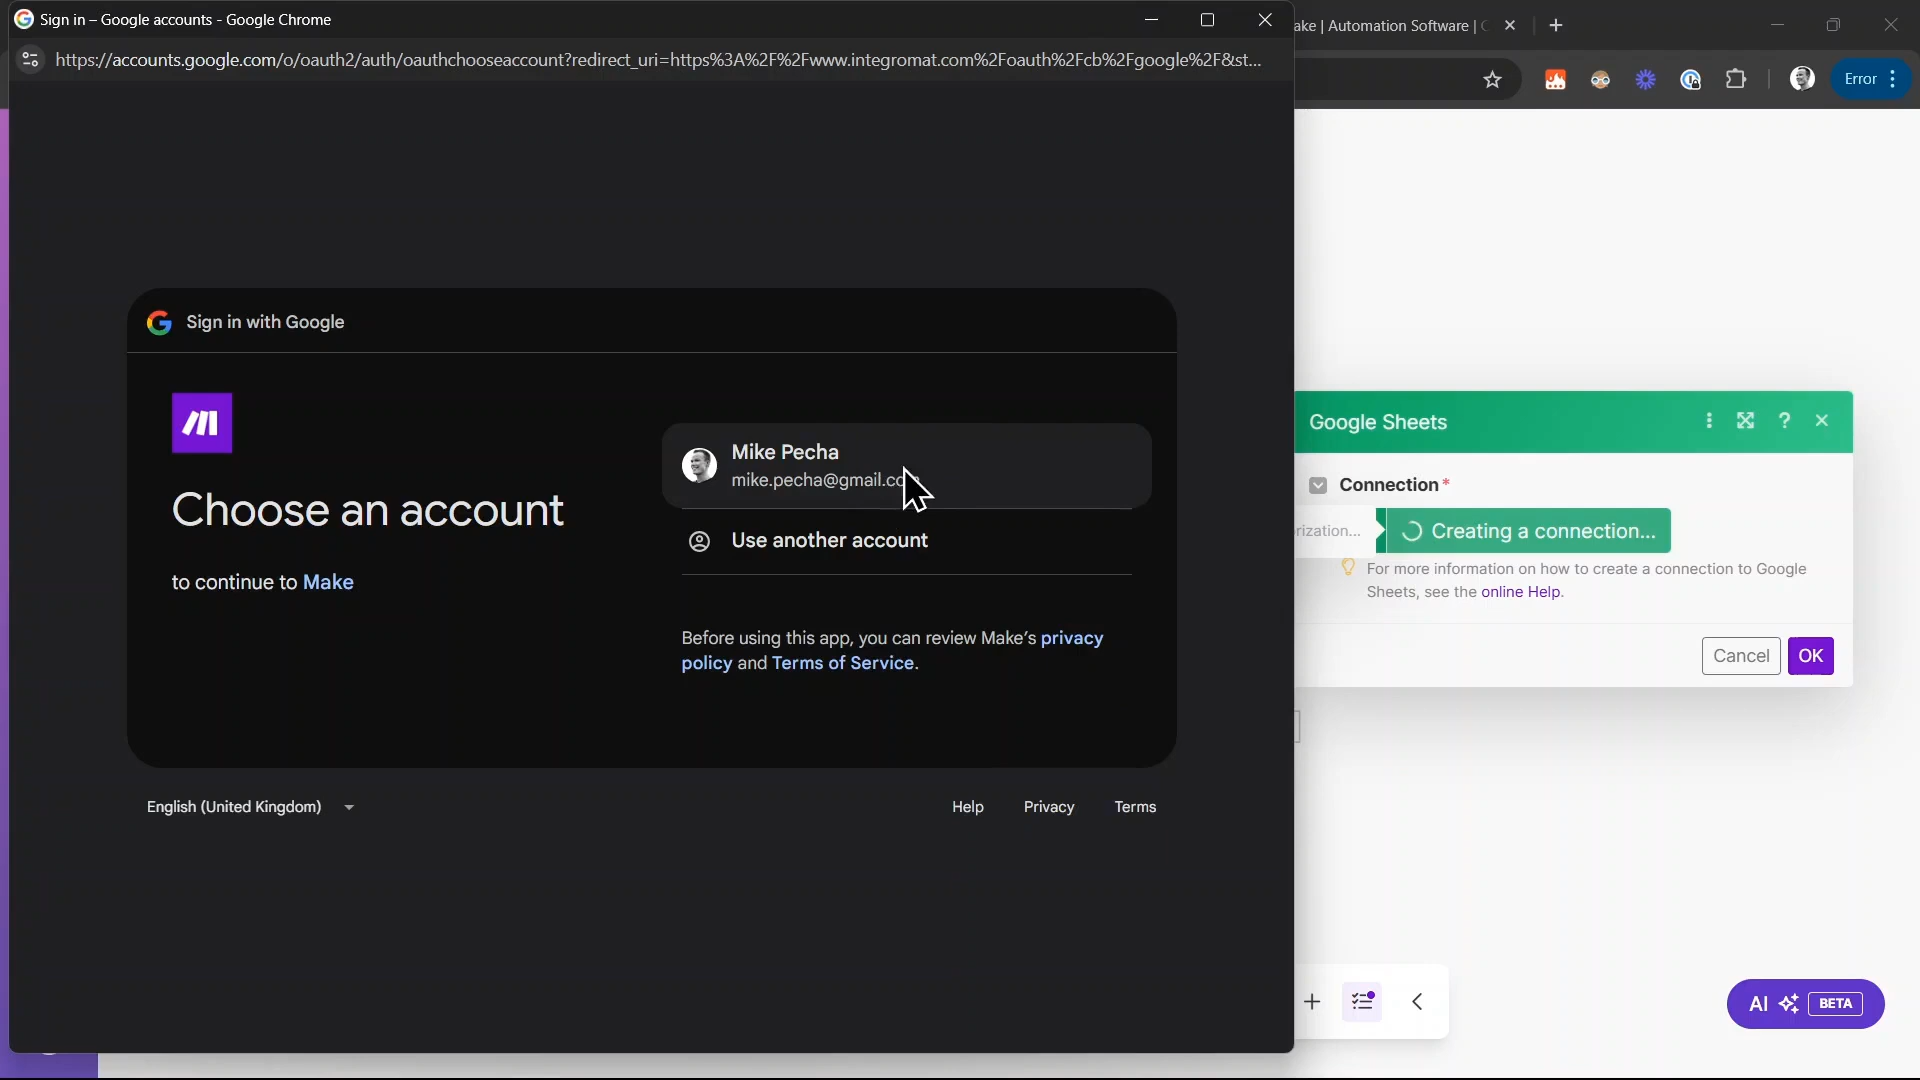 Sign in – Google accounts - Google Chrome
https://accounts.google.com/o/oauth2/auth/oauthchooseaccount?redirect_uri=https%3A%2F%2Fwww.integromat.com%2Foauth%2Fcb%2Fgoogle%2F&st...
ake | Automation Software |
Error
Sign in with Google
Choose an account
to continue to Make
Mike Pecha
mike.pecha@gmail.co
Use another account
Before using this app, you can review Make's privacy
policy and Terms of Service.
English (United Kingdom)
Help
Privacy
Terms
Google Sheets
Connection*
rization...
Creating a connection...
For more information on how to create a connection to Google
Sheets, see the online Help.
Cancel
OK
AI
BETA